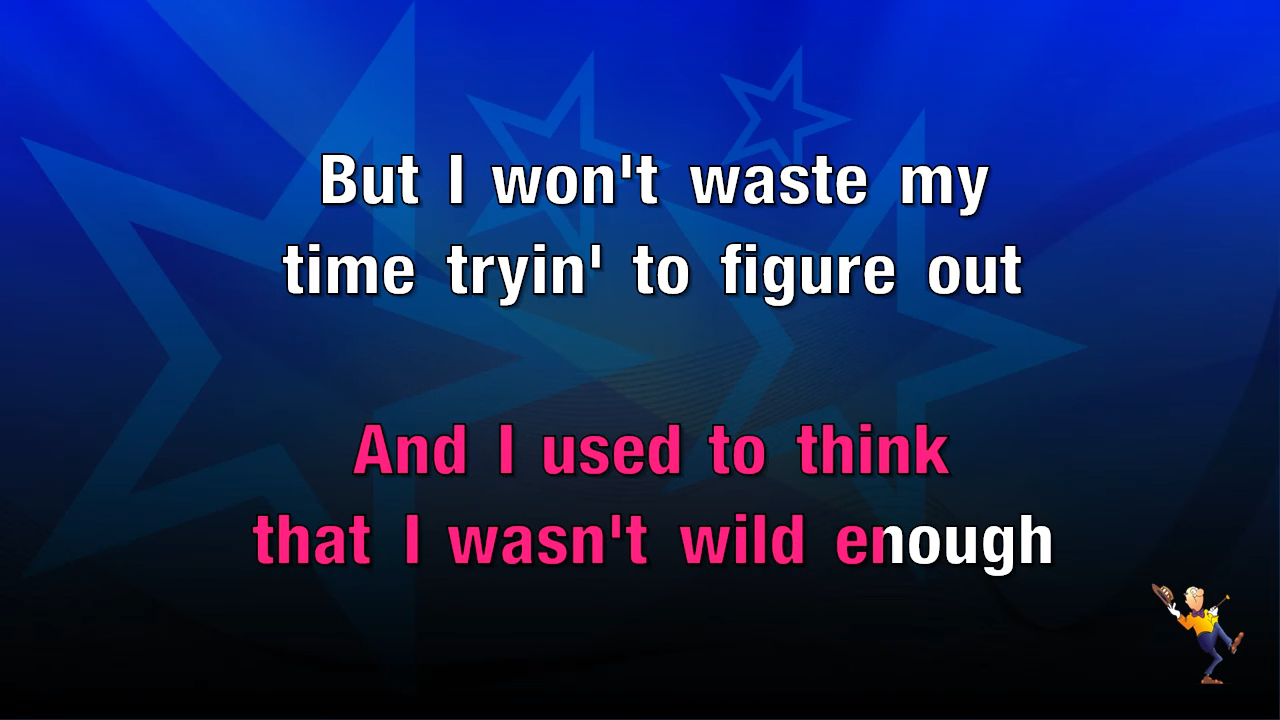 But I won't waste my
time tryin' to figure out
And I used to think
that I wasn't wild enough